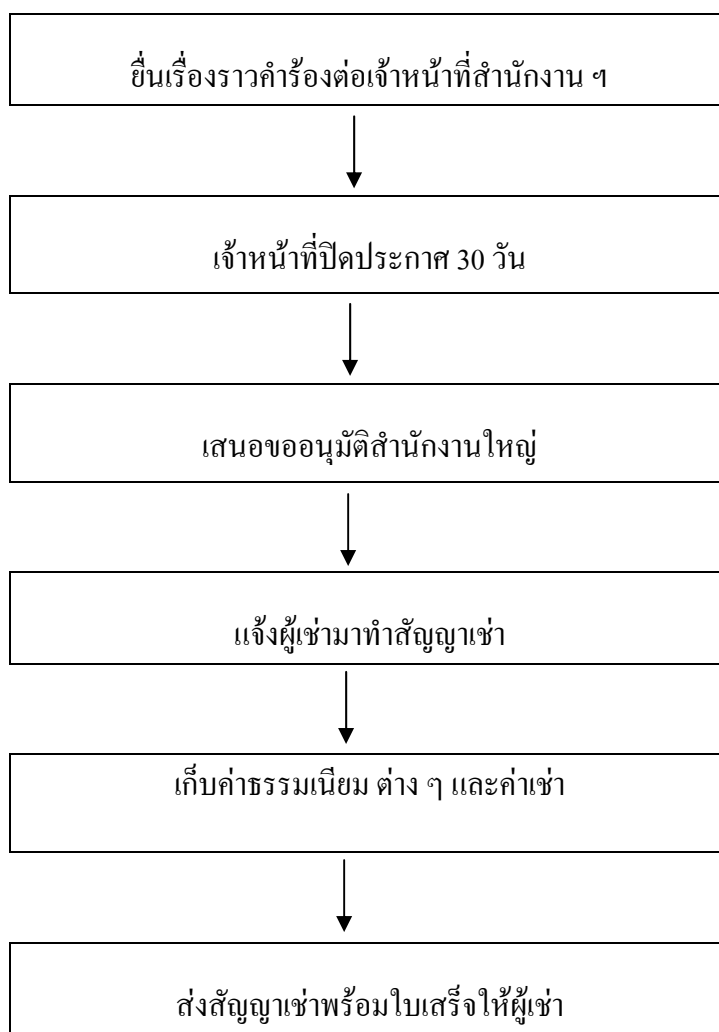 ยื่นเรื่องราวคำร้องต่อเจ้าหน้าที่สำนักงาน ฯ
เจ้าหน้าที่ปิดประกาศ 30 วัน
เสนอขออนุมัติสำนักงานใหญ่
แจ้งผู้เช่ามาทำสัญญาเช่า
เก็บค่าธรรมเนียม ต่าง ๆ และค่าเช่า
ส่งสัญญาเช่าพร้อมใบเสร็จให้ผู้เช่า